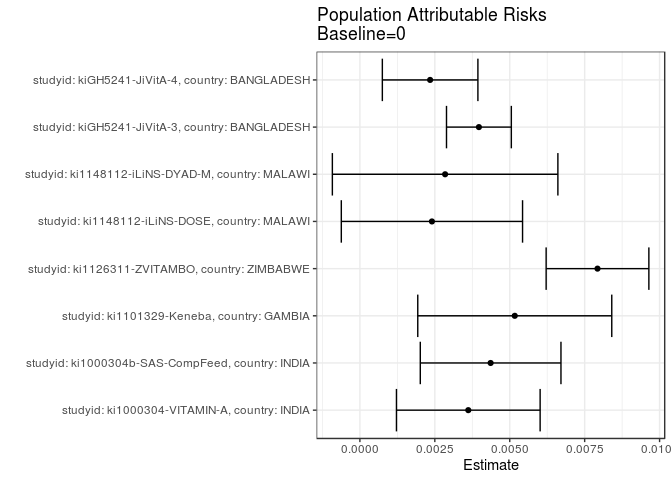 Population Attributable Risks
Baseline=0
studyid: kiGH5241-JiVitA-4, country: BANGLADESH
studyid: kiGH5241-JiVitA-3, country: BANGLADESH
studyid: ki1148112-iLiNS-DYAD-M, country: MALAWI
studyid: ki1148112-iLiNS-DOSE, country: MALAWI
studyid: ki1126311-ZVITAMBO, country: ZIMBABWE
studyid: ki1101329-Keneba, country: GAMBIA
studyid: ki1000304b-SAS-CompFeed, country: INDIA
studyid: ki1000304-VITAMIN-A, country: INDIA
0.0000 0.0025 0.0050 0.0075 0.010
Estimate